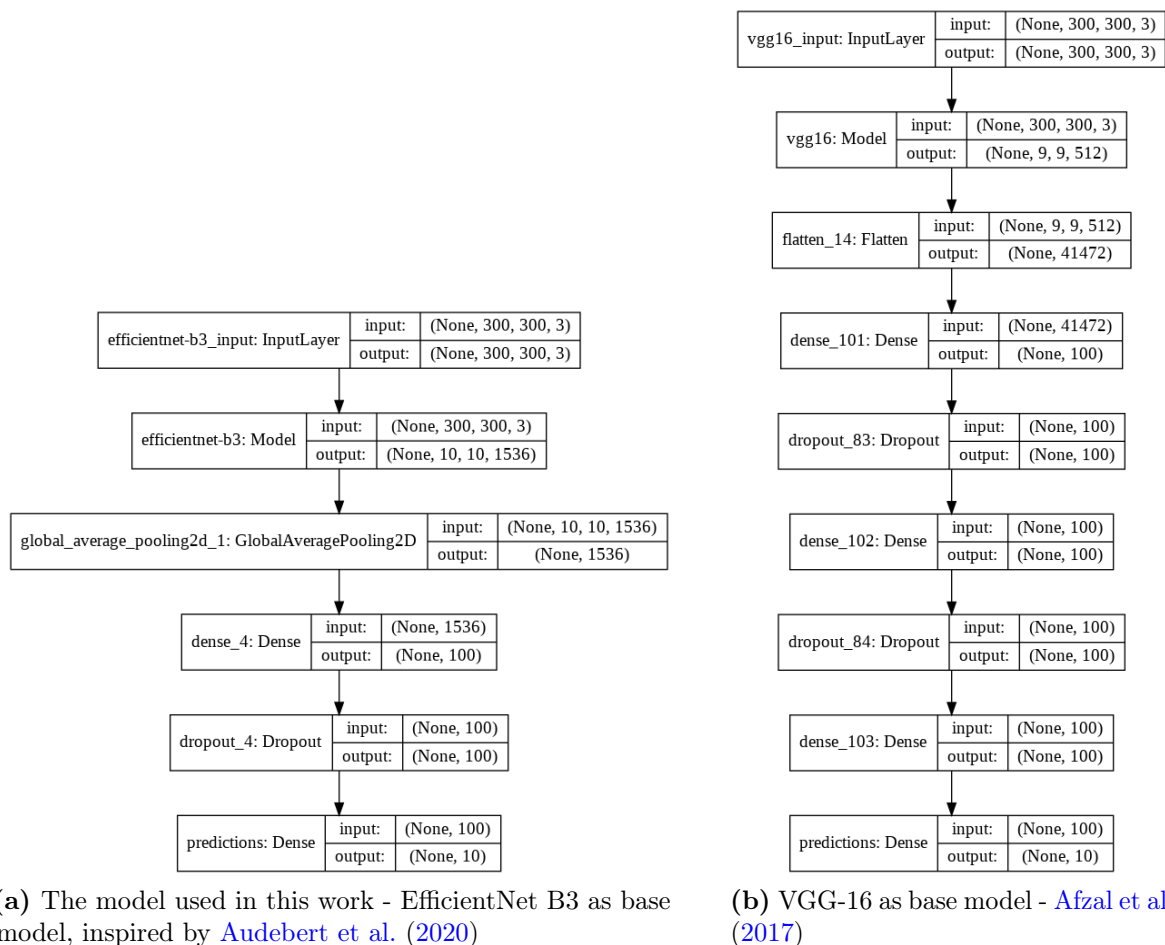 efficientnet-b3_input: InputLayer
input: (None, 300, 300, 3)
output: (None, 300, 300, 3)
efficientnet-b3: Model
input: (None, 300, 300, 3)
output: (None, 10, 10, 1536)
global_average_pooling2d_1: GlobalAveragePooling2D
input: (None, 10, 10, 1536)
output: (None, 1536)
dense_4: Dense
input: (None, 1536)
output: (None, 100)
dropout_4: Dropout
input: (None, 100)
output: (None, 100)
predictions: Dense
input: (None, 100)
output: (None, 10)
(a) The model used in this work - EfficientNet B3 as base
model, inspired by Audebert et al. (2020)
vgg16_input: InputLayer
input: (None, 300, 300, 3)
output: (None, 300, 300, 3)
vgg16: Model
input: (None, 300, 300, 3)
output: (None, 9, 9, 512)
flatten_14: Flatten
input: (None, 9, 9, 512)
output: (None, 41472)
dense_101: Dense
input: (None, 41472)
output: (None, 100)
dropout_83: Dropout
input: (None, 100)
output: (None, 100)
dense_102: Dense
input: (None, 100)
output: (None, 100)
dropout_84: Dropout
input: (None, 100)
output: (None, 100)
dense_103: Dense
input: (None, 100)
output: (None, 100)
predictions: Dense
input: (None, 100)
output: (None, 10)
(b) VGG-16 as base model - Afzal et al
(2017)